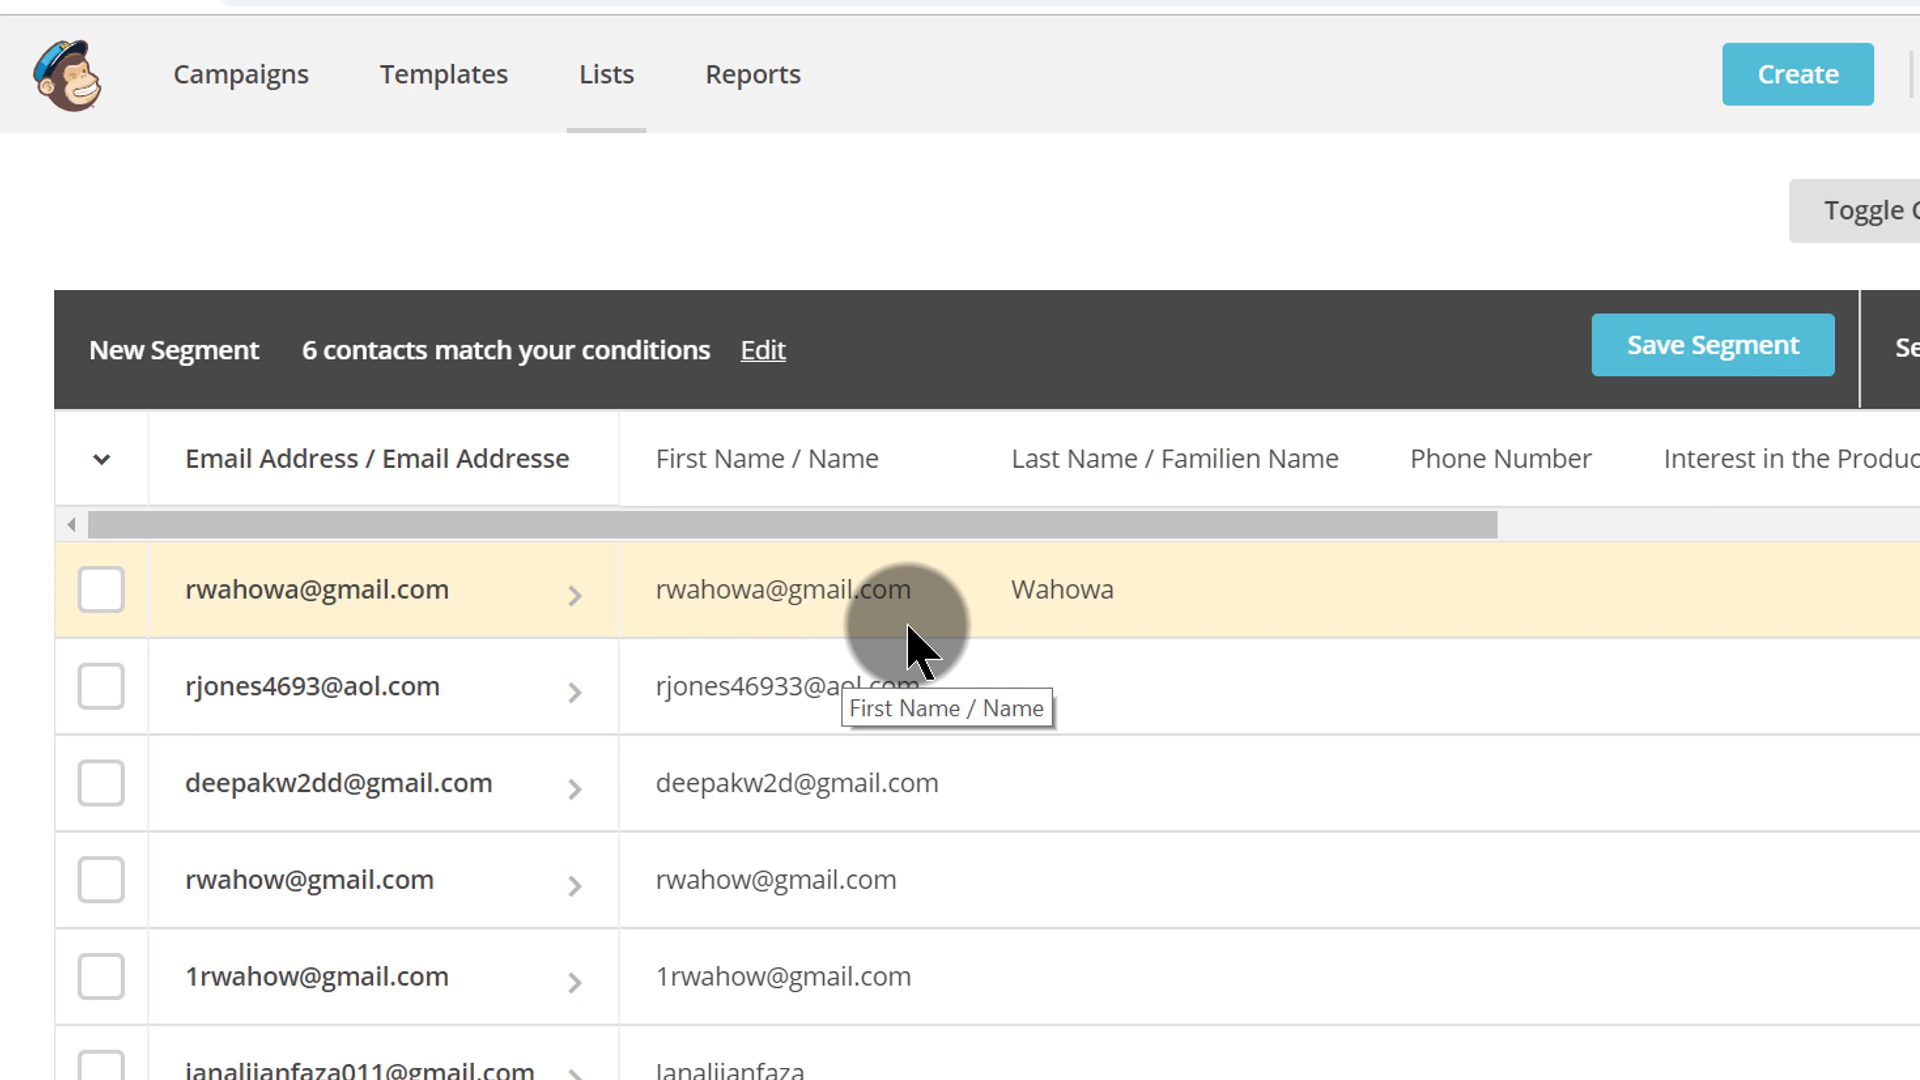 Campaigns Templates Lists Reports Create
Toggle
New Segment 6 contacts match your conditions Edit Save Segment
Email Address / Email Addresse First Name / Name Last Name / Familien Name Phone Number Interest in the Produc
rwahowa@gmail.com rwahowa@gmail.com Wahowa
rjones4693@aol.com rjones46933@aol.com
First Name / Name
deepakw2dd@gmail.com deepakw2d@gmail.com
rwahow@gmail.com rwahow@gmail.com
1rwahow@gmail.com 1rwahow@gmail.com